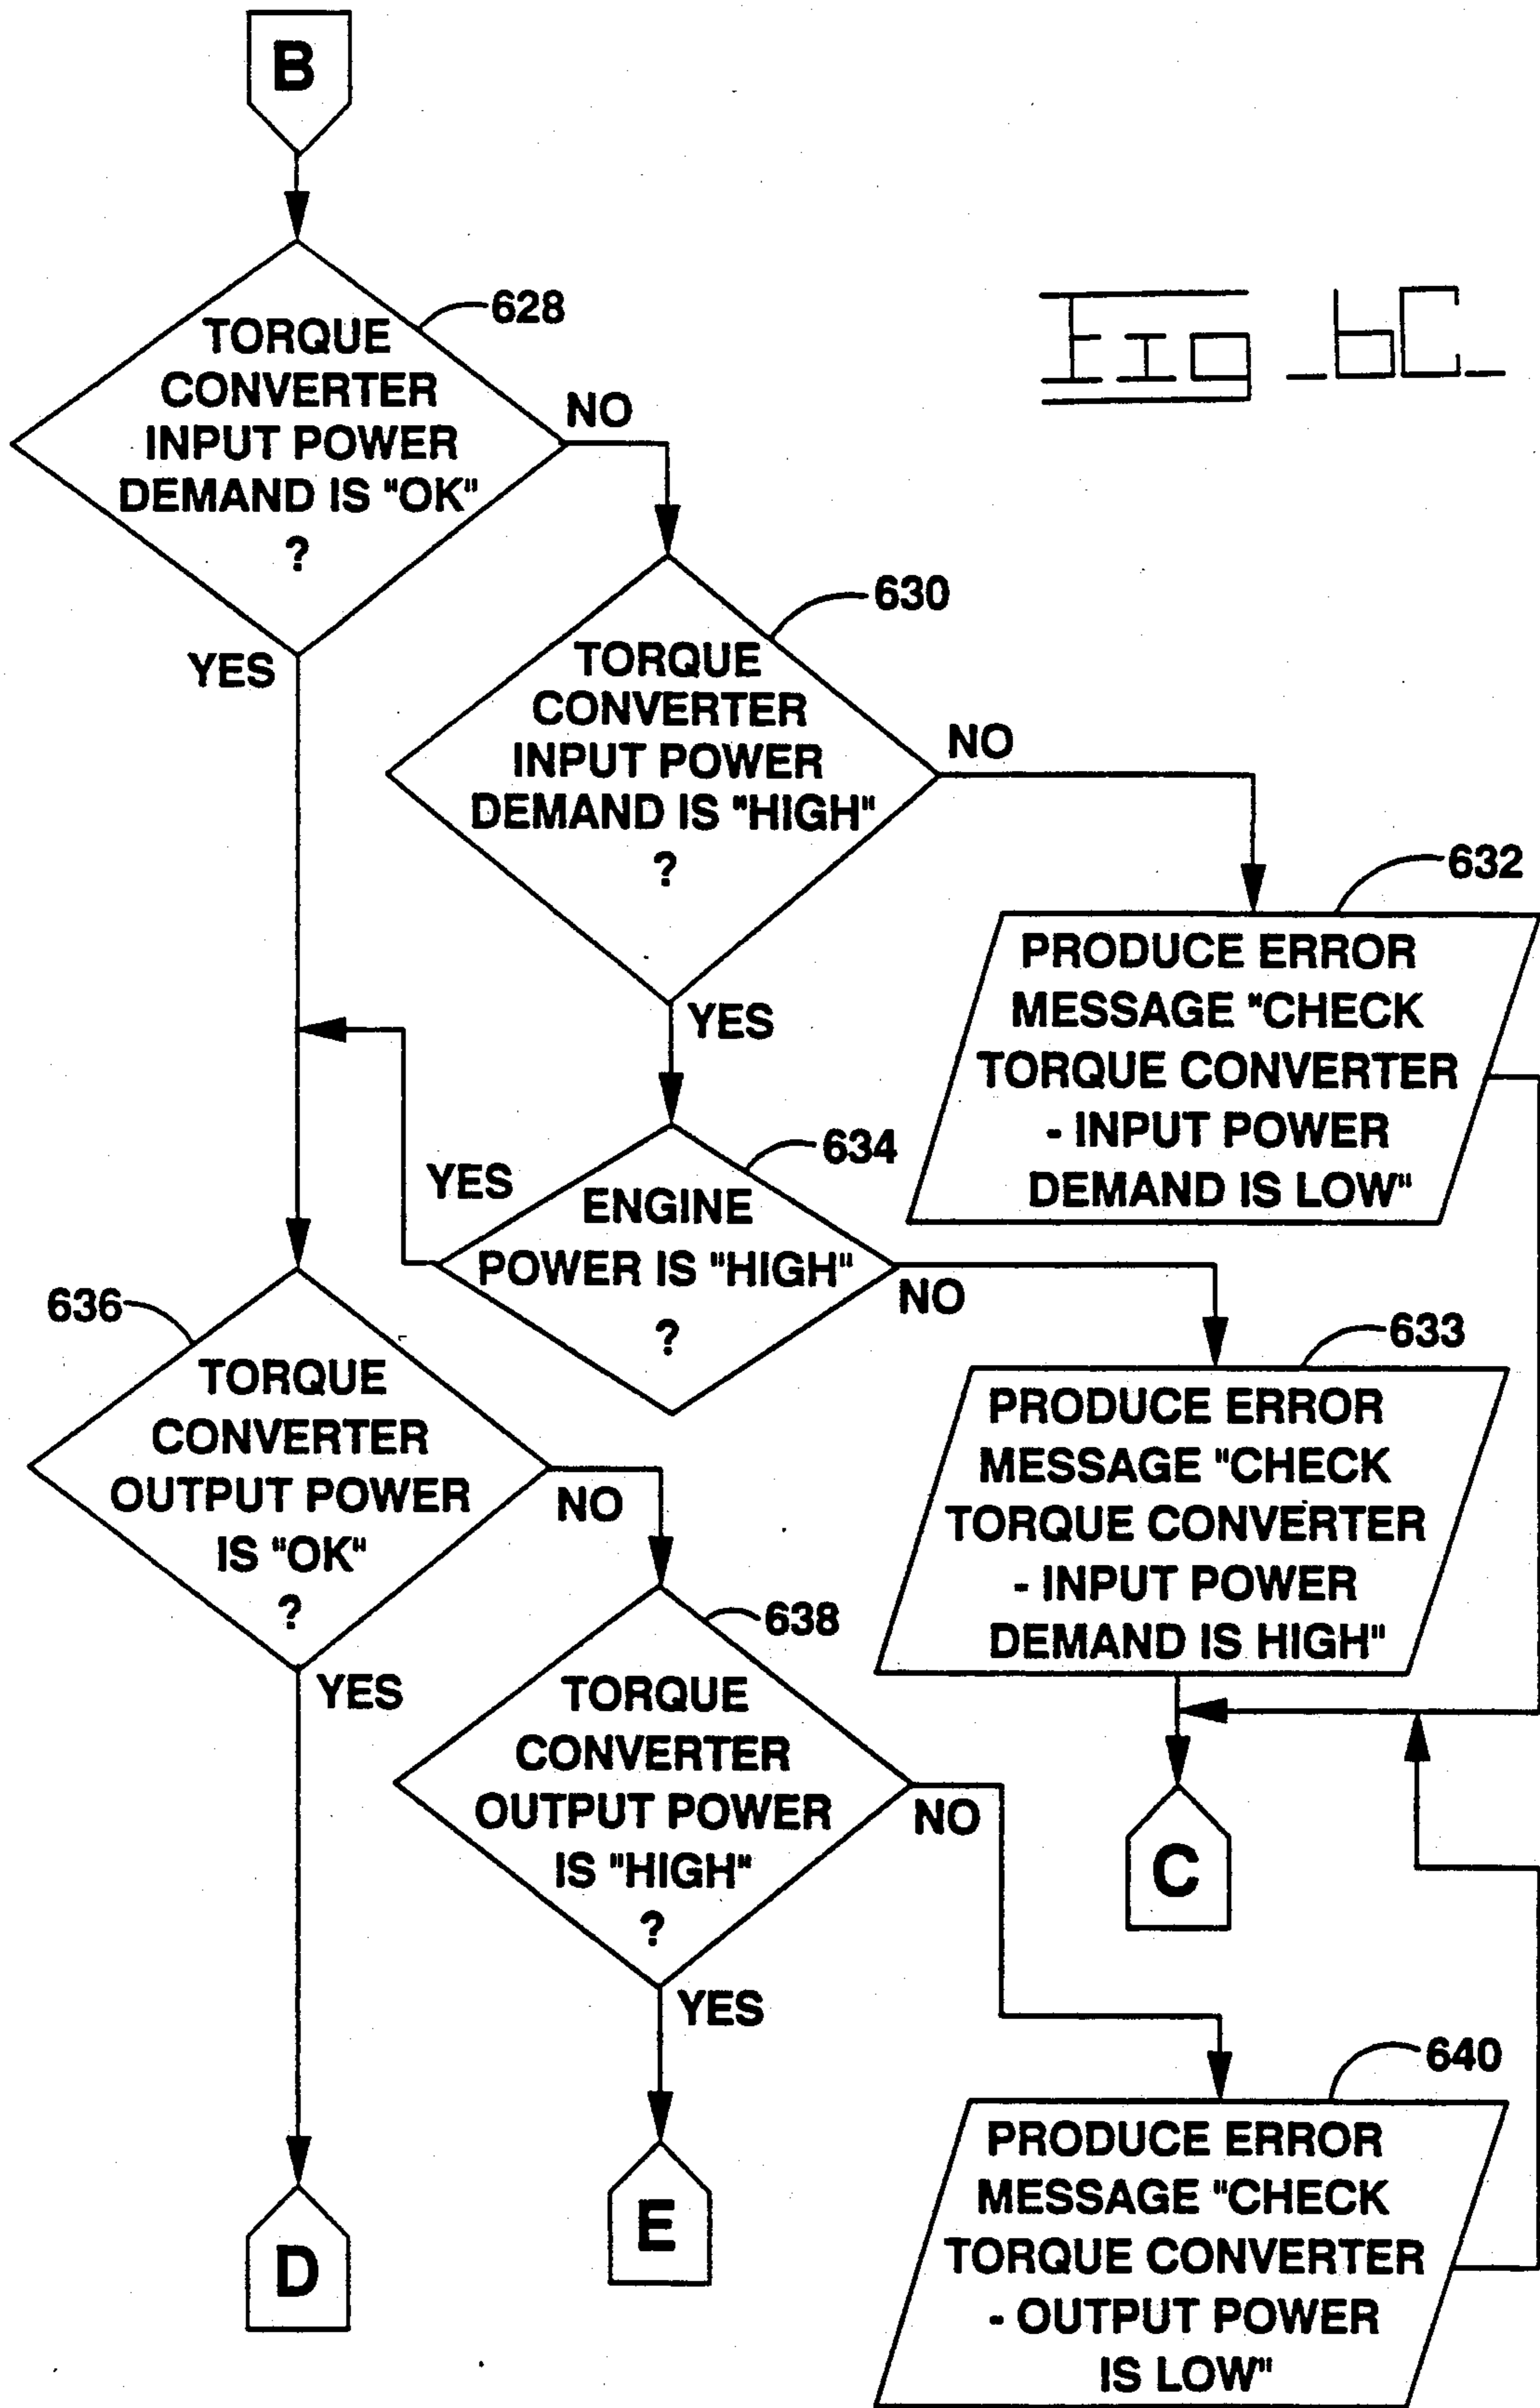 B
628
TORQUE
CONVERTER
INPUT POWER
DEMAND IS "OK"
?
NO
YES
Fig_6C_
630
TORQUE
CONVERTER
INPUT POWER
DEMAND IS "HIGH"
?
NO
YES
632
PRODUCE ERROR
MESSAGE "CHECK
TORQUE CONVERTER
- INPUT POWER
DEMAND IS LOW"
634
YES
ENGINE
POWER IS "HIGH"
?
NO
633
PRODUCE ERROR
MESSAGE "CHECK
TORQUE CONVERTER
- INPUT POWER
DEMAND IS HIGH"
636
TORQUE
CONVERTER
OUTPUT POWER
IS "OK"
?
NO
YES
638
TORQUE
CONVERTER
OUTPUT POWER
IS "HIGH"
?
NO
YES
C
640
PRODUCE ERROR
MESSAGE "CHECK
TORQUE CONVERTER
- OUTPUT POWER
IS LOW"
D
E